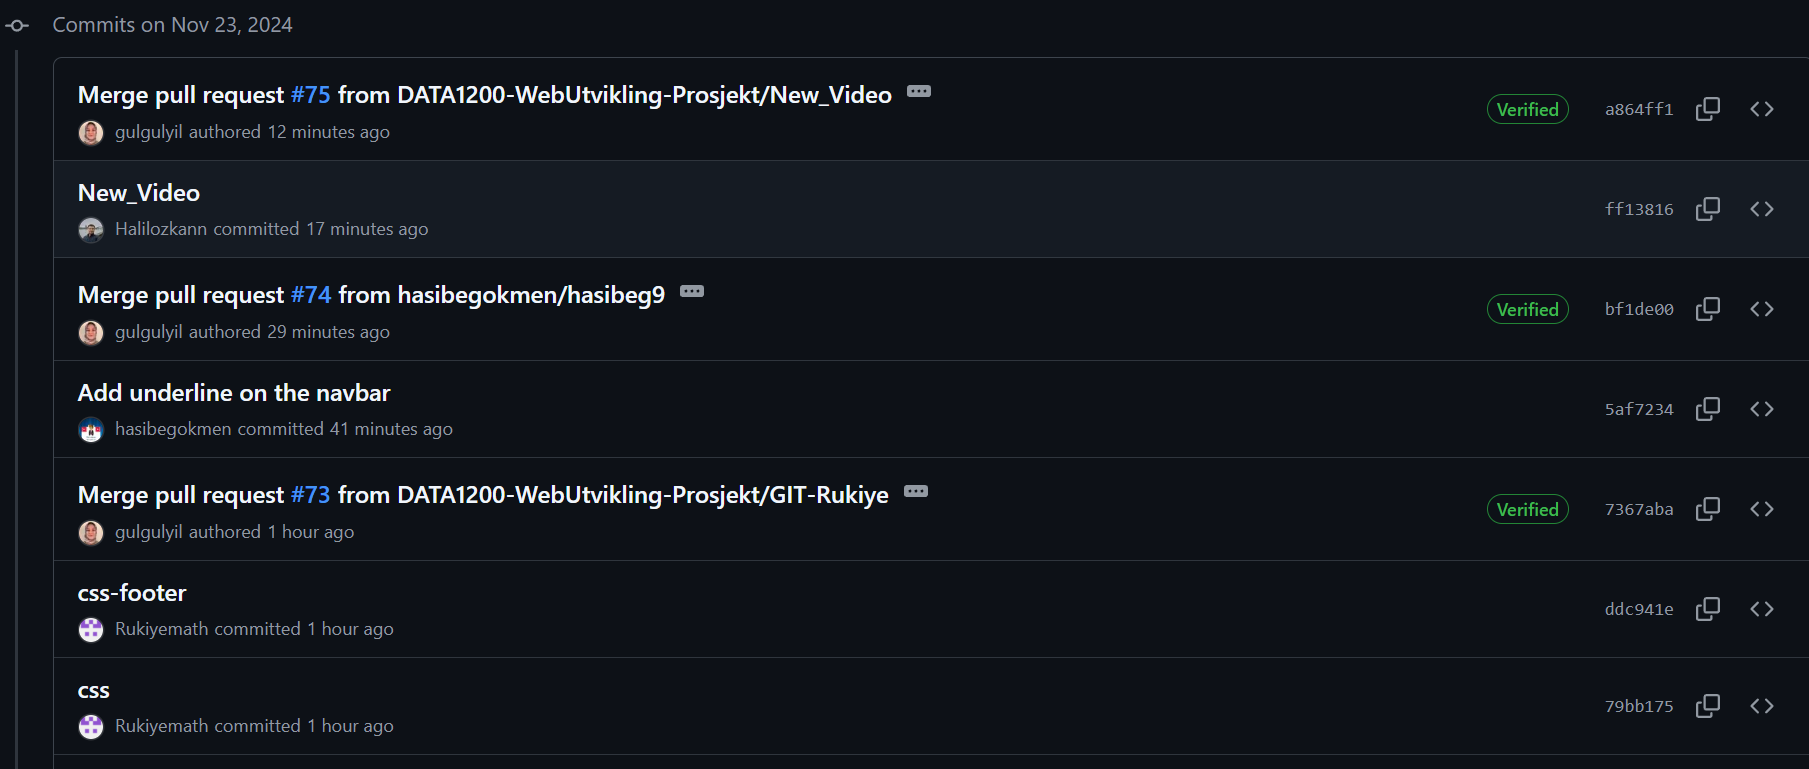 Commits on Nov 23, 2024
Merge pull request #75 from DATA1200-WebUtvikling-Prosjekt/New_Video
gulgulyil authored 12 minutes ago
Verified
a864ff1
New_Video
Halilozkann committed 17 minutes ago
ff13816
Merge pull request #74 from hasibegokmen/hasibeg9
gulgulyil authored 29 minutes ago
Verified
bf1de00
Add underline on the navbar
hasibegokmen committed 41 minutes ago
5af7234
Merge pull request #73 from DATA1200-WebUtvikling-Prosjekt/GIT-Rukiye
gulgulyil authored 1 hour ago
Verified
7367aba
css-footer
Rukiyemath committed 1 hour ago
ddc941e
css
Rukiyemath committed 1 hour ago
79bb175